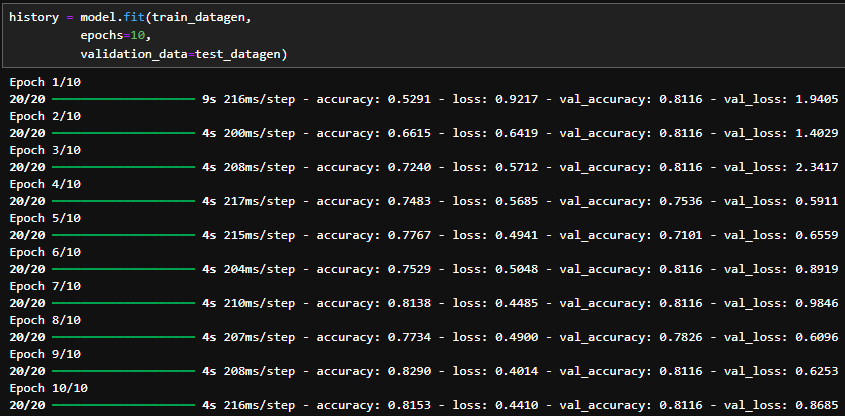 history = model.fit(train_datagen,
epochs=10,
validation_data=test_datagen)
Epoch 1/10
20/20 ━━━━━━━━━━━━━━━━━━━━ 9s 216ms/step - accuracy: 0.5291 - loss: 0.9217 - val_accuracy: 0.8116 - val_loss: 1.9405
Epoch 2/10
20/20 ━━━━━━━━━━━━━━━━━━━━ 4s 200ms/step - accuracy: 0.6615 - loss: 0.6419 - val_accuracy: 0.8116 - val_loss: 1.4029
Epoch 3/10
20/20 ━━━━━━━━━━━━━━━━━━━━ 4s 208ms/step - accuracy: 0.7240 - loss: 0.5712 - val_accuracy: 0.8116 - val_loss: 2.3417
Epoch 4/10
20/20 ━━━━━━━━━━━━━━━━━━━━ 4s 217ms/step - accuracy: 0.7483 - loss: 0.5685 - val_accuracy: 0.7536 - val_loss: 0.5911
Epoch 5/10
20/20 ━━━━━━━━━━━━━━━━━━━━ 4s 215ms/step - accuracy: 0.7767 - loss: 0.4941 - val_accuracy: 0.7101 - val_loss: 0.6559
Epoch 6/10
20/20 ━━━━━━━━━━━━━━━━━━━━ 4s 204ms/step - accuracy: 0.7529 - loss: 0.5048 - val_accuracy: 0.8116 - val_loss: 0.8919
Epoch 7/10
20/20 ━━━━━━━━━━━━━━━━━━━━ 4s 210ms/step - accuracy: 0.8138 - loss: 0.4485 - val_accuracy: 0.8116 - val_loss: 0.9846
Epoch 8/10
20/20 ━━━━━━━━━━━━━━━━━━━━ 4s 207ms/step - accuracy: 0.7734 - loss: 0.4900 - val_accuracy: 0.7826 - val_loss: 0.6096
Epoch 9/10
20/20 ━━━━━━━━━━━━━━━━━━━━ 4s 208ms/step - accuracy: 0.8290 - loss: 0.4014 - val_accuracy: 0.8116 - val_loss: 0.6253
Epoch 10/10
20/20 ━━━━━━━━━━━━━━━━━━━━ 4s 216ms/step - accuracy: 0.8153 - loss: 0.4410 - val_accuracy: 0.8116 - val_loss: 0.8685